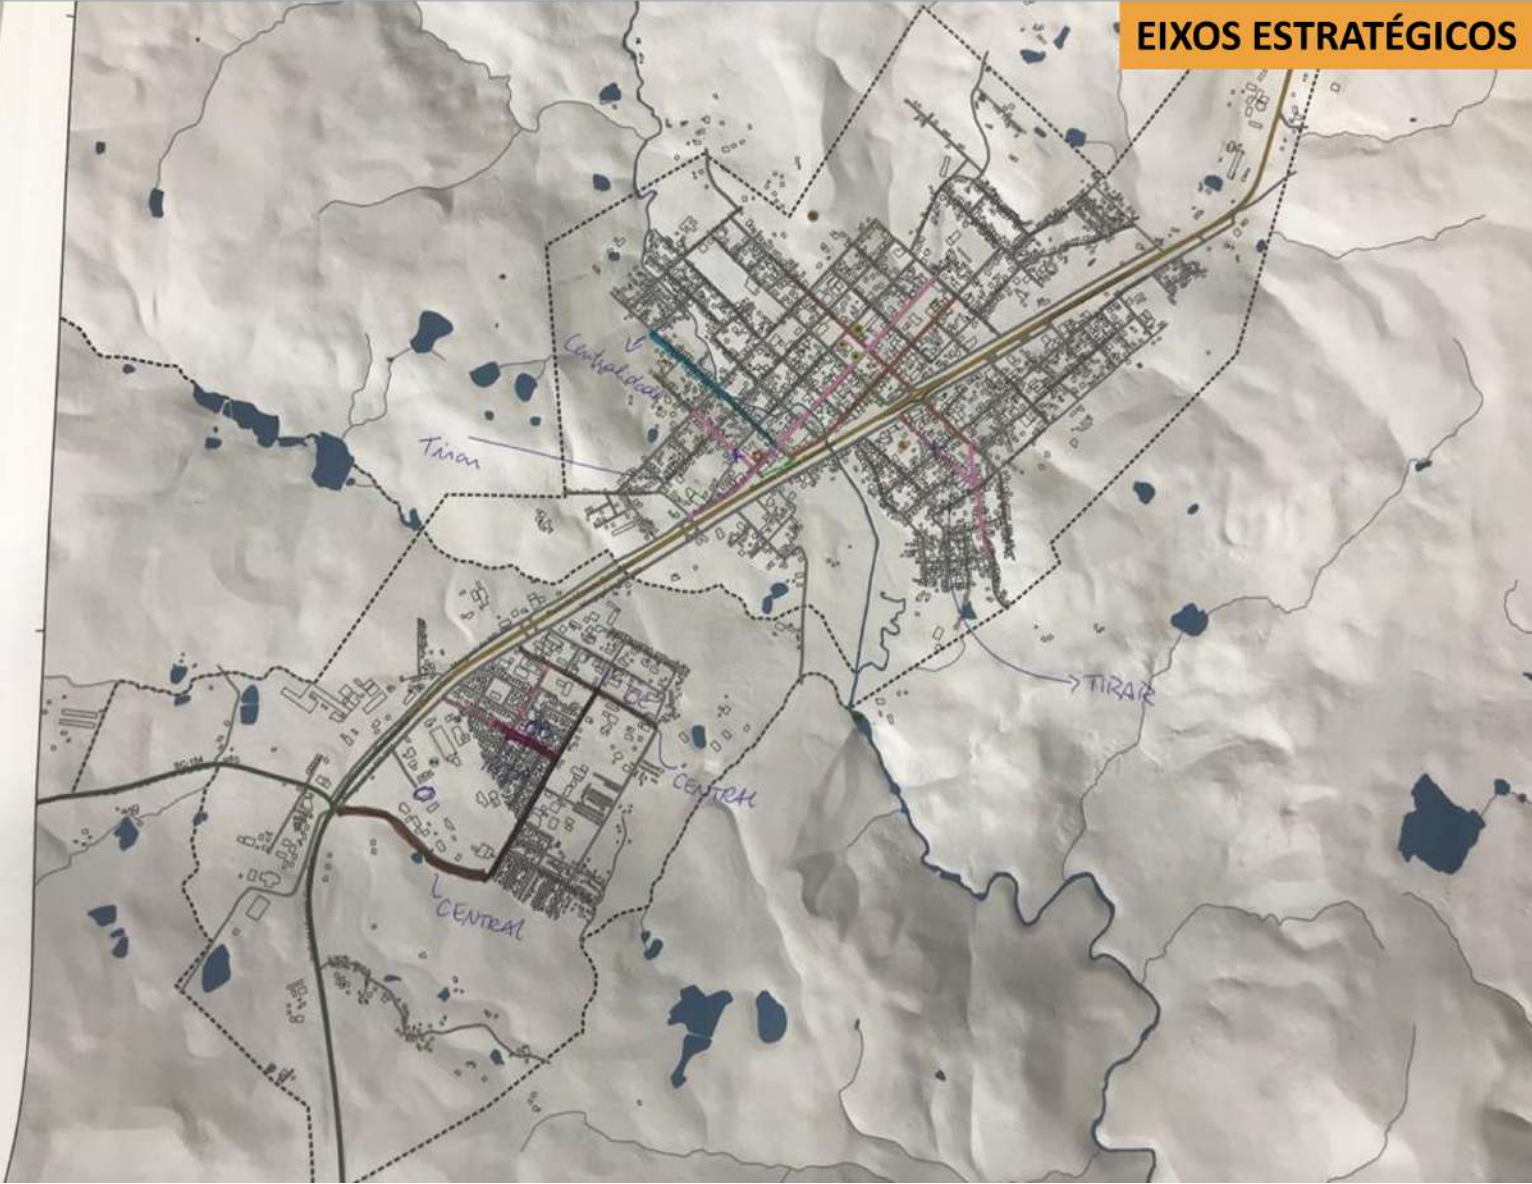 EIXOS ESTRATÉGICOS
Centralidade
Tirar
TIRAR
CENTRAL
CENTRAL